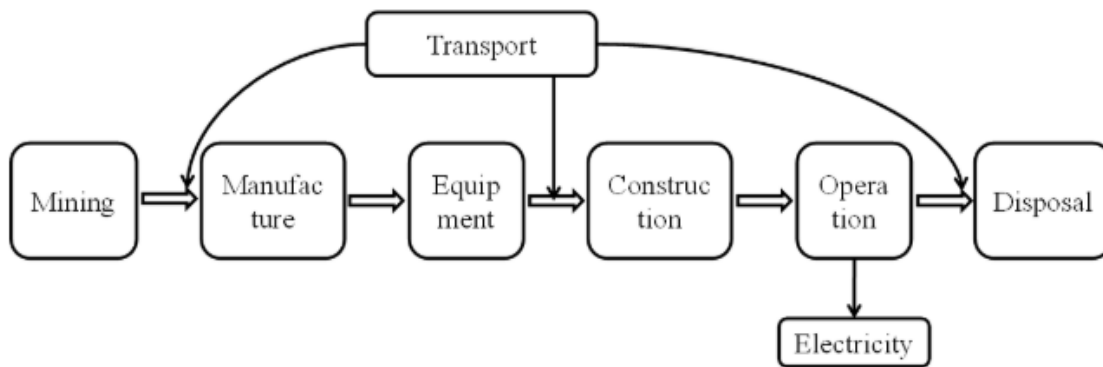 Transport
Mining
Manufac
ture
Equip
ment
Construc
tion
Opera
tion
Disposal
Electricity